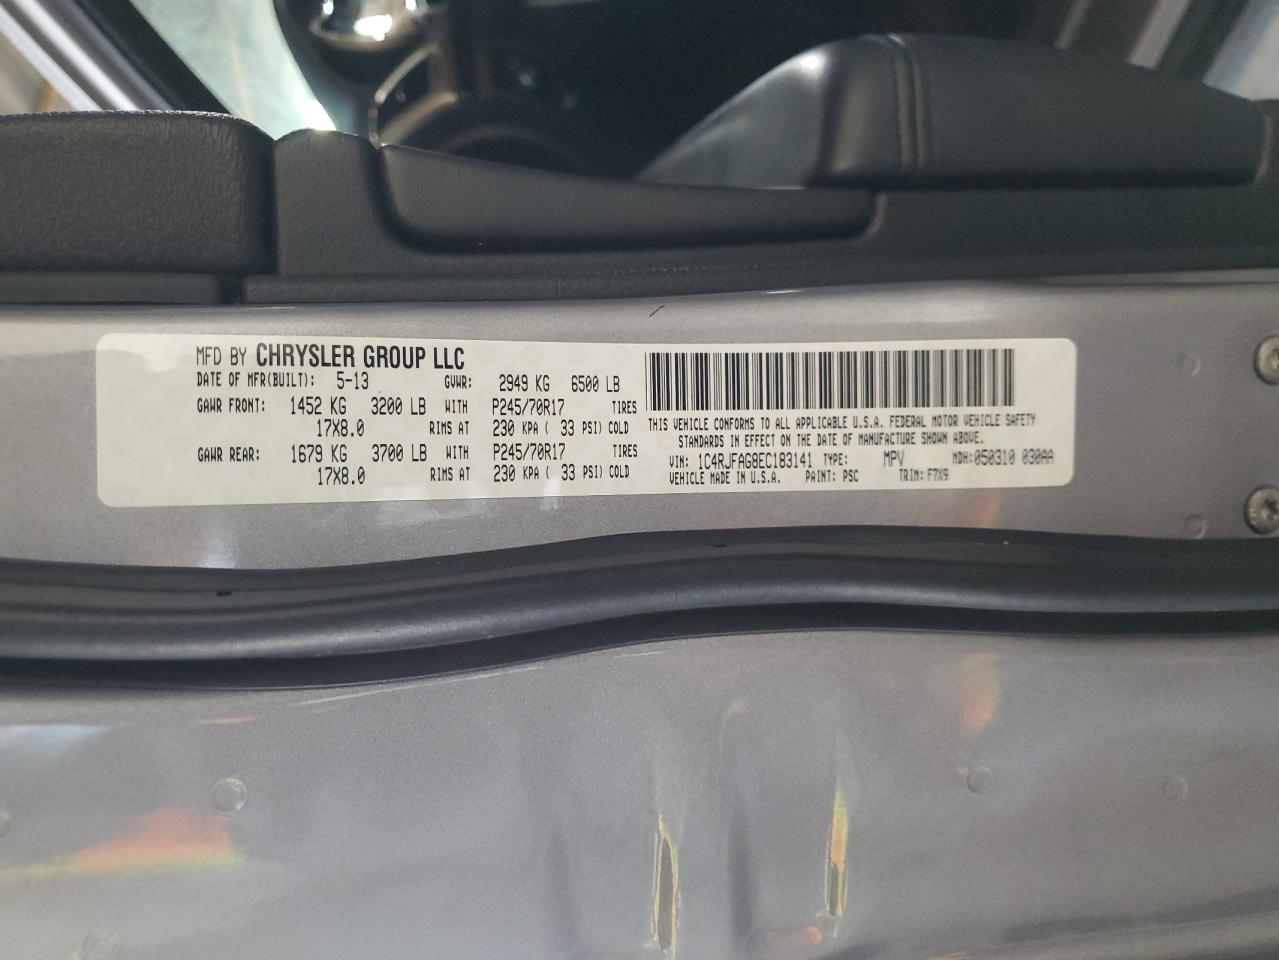 MFD BY CHRYSLER GROUP LLC
DATE OF MFR(BUILT): 5-13 GVWR: 2949 KG 6500 LB
GAWR FRONT: 1452 KG 3200 LB WITH P245/70R17 TIRES
17X8.0 RIMS AT 230 KPA ( 33 PSI) COLD
GAWR REAR: 1679 KG 3700 LB WITH P245/70R17 TIRES
17X8.0 RIMS AT 230 KPA ( 33 PSI) COLD
THIS VEHICLE CONFORMS TO ALL APPLICABLE U.S.A. FEDERAL MOTOR VEHICLE SAFETY
STANDARDS IN EFFECT ON THE DATE OF MANUFACTURE SHOWN ABOVE.
VIN: 1C4RJFAG8EC183141 TYPE: MPV MDH:050310 030AA
VEHICLE MADE IN U.S.A. PAINT: PSC TRIM: F7X9